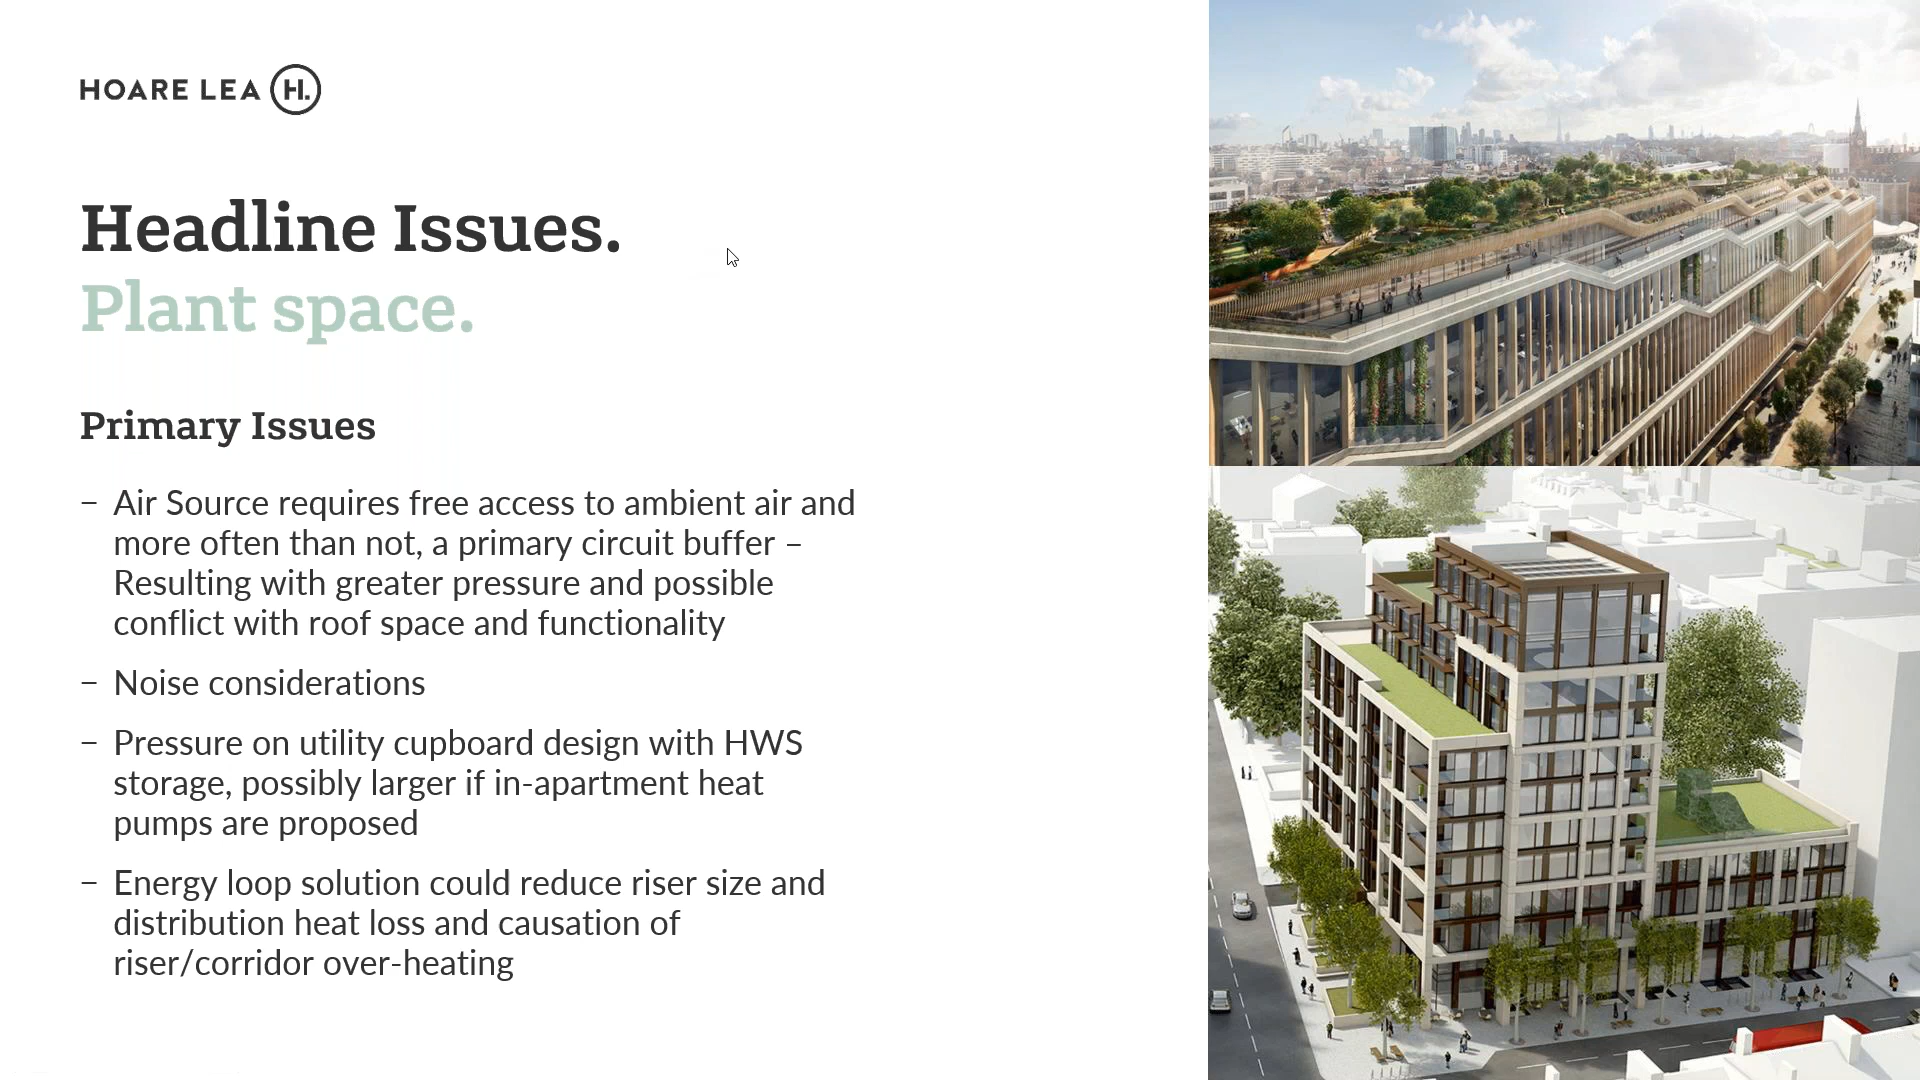 HOARE LEA H.
Headline Issues.
Plant space.
Primary Issues
– Air Source requires free access to ambient air and
more often than not, a primary circuit buffer –
Resulting with greater pressure and possible
conflict with roof space and functionality
– Noise considerations
– Pressure on utility cupboard design with HWS
storage, possibly larger if in-apartment heat
pumps are proposed
– Energy loop solution could reduce riser size and
distribution heat loss and causation of
riser/corridor over-heating